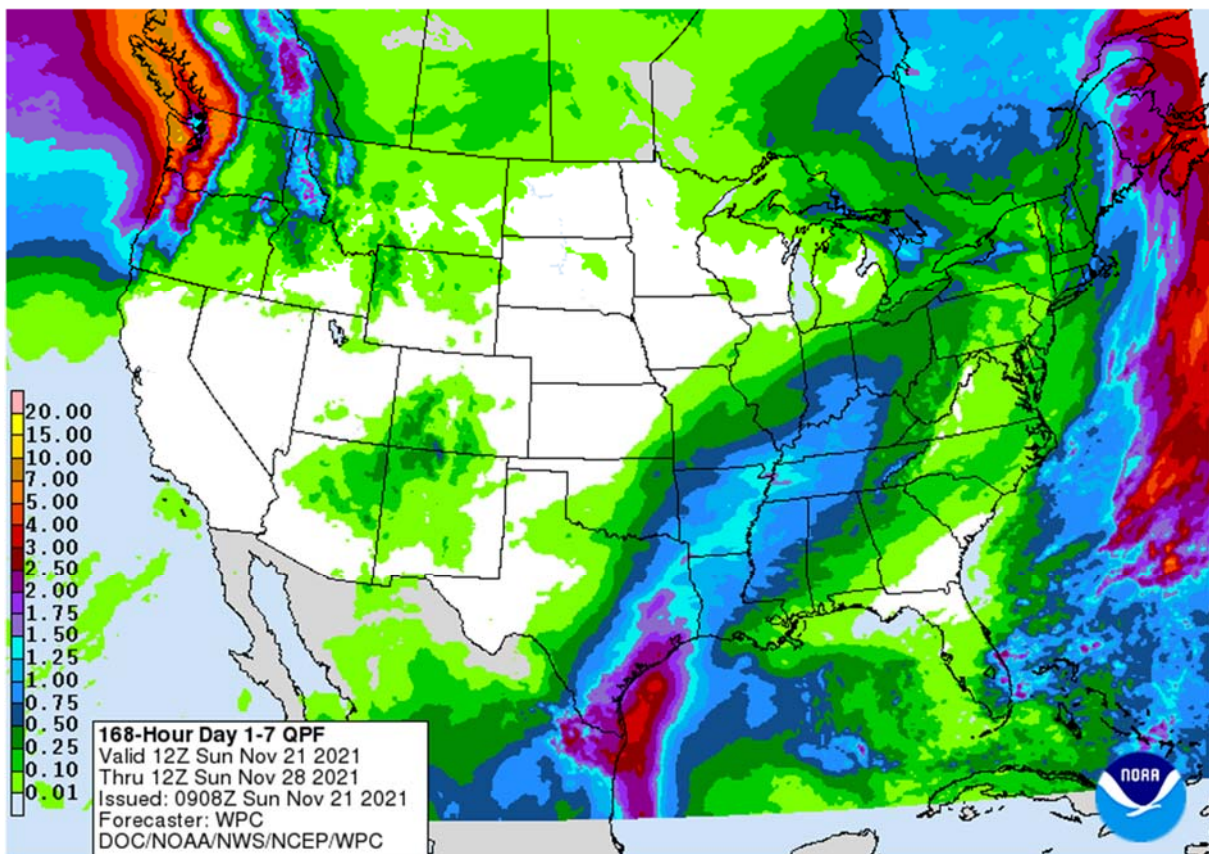 20.00
15.00
10.00
7.00
5.00
4.00
3.00
2.50
2.00
1.75
1.50
1.25
1.00
0.75
0.50
0.25
0.10
0.01
168-Hour Day 1-7 QPF
Valid 12Z Sun Nov 21 2021
Thru 12Z Sun Nov 28 2021
Issued: 0908Z Sun Nov 21 2021
Forecaster: WPC
DOC/NOAA/NWS/NCEP/WPC
NOAA